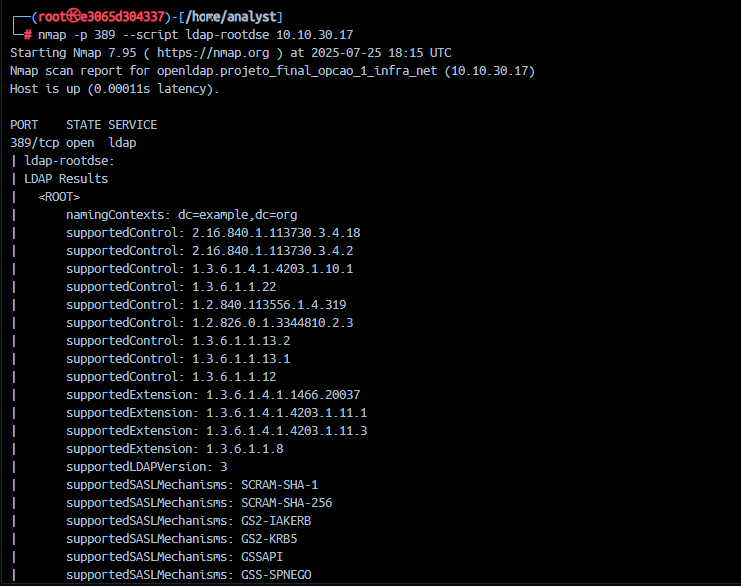 ┌──(root㉿e3065d304337)-[/home/analyst]
└─# nmap -p 389 --script ldap-rootdse 10.10.30.17
Starting Nmap 7.95 ( https://nmap.org ) at 2025-07-25 18:15 UTC
Nmap scan report for openldap.projeto_final_opcao_1_infra_net (10.10.30.17)
Host is up (0.00011s latency).

PORT    STATE SERVICE
389/tcp open  ldap
| ldap-rootdse:
| LDAP Results
|   <ROOT>
|       namingContexts: dc=example,dc=org
|       supportedControl: 2.16.840.1.113730.3.4.18
|       supportedControl: 2.16.840.1.113730.3.4.2
|       supportedControl: 1.3.6.1.4.1.4203.1.10.1
|       supportedControl: 1.3.6.1.1.22
|       supportedControl: 1.2.840.113556.1.4.319
|       supportedControl: 1.2.826.0.1.3344810.2.3
|       supportedControl: 1.3.6.1.1.13.2
|       supportedControl: 1.3.6.1.1.13.1
|       supportedControl: 1.3.6.1.1.12
|       supportedExtension: 1.3.6.1.4.1.1466.20037
|       supportedExtension: 1.3.6.1.4.1.4203.1.11.1
|       supportedExtension: 1.3.6.1.4.1.4203.1.11.3
|       supportedExtension: 1.3.6.1.1.8
|       supportedLDAPVersion: 3
|       supportedSASLMechanisms: SCRAM-SHA-1
|       supportedSASLMechanisms: SCRAM-SHA-256
|       supportedSASLMechanisms: GS2-IAKERB
|       supportedSASLMechanisms: GS2-KRB5
|       supportedSASLMechanisms: GSSAPI
|       supportedSASLMechanisms: GSS-SPNEGO